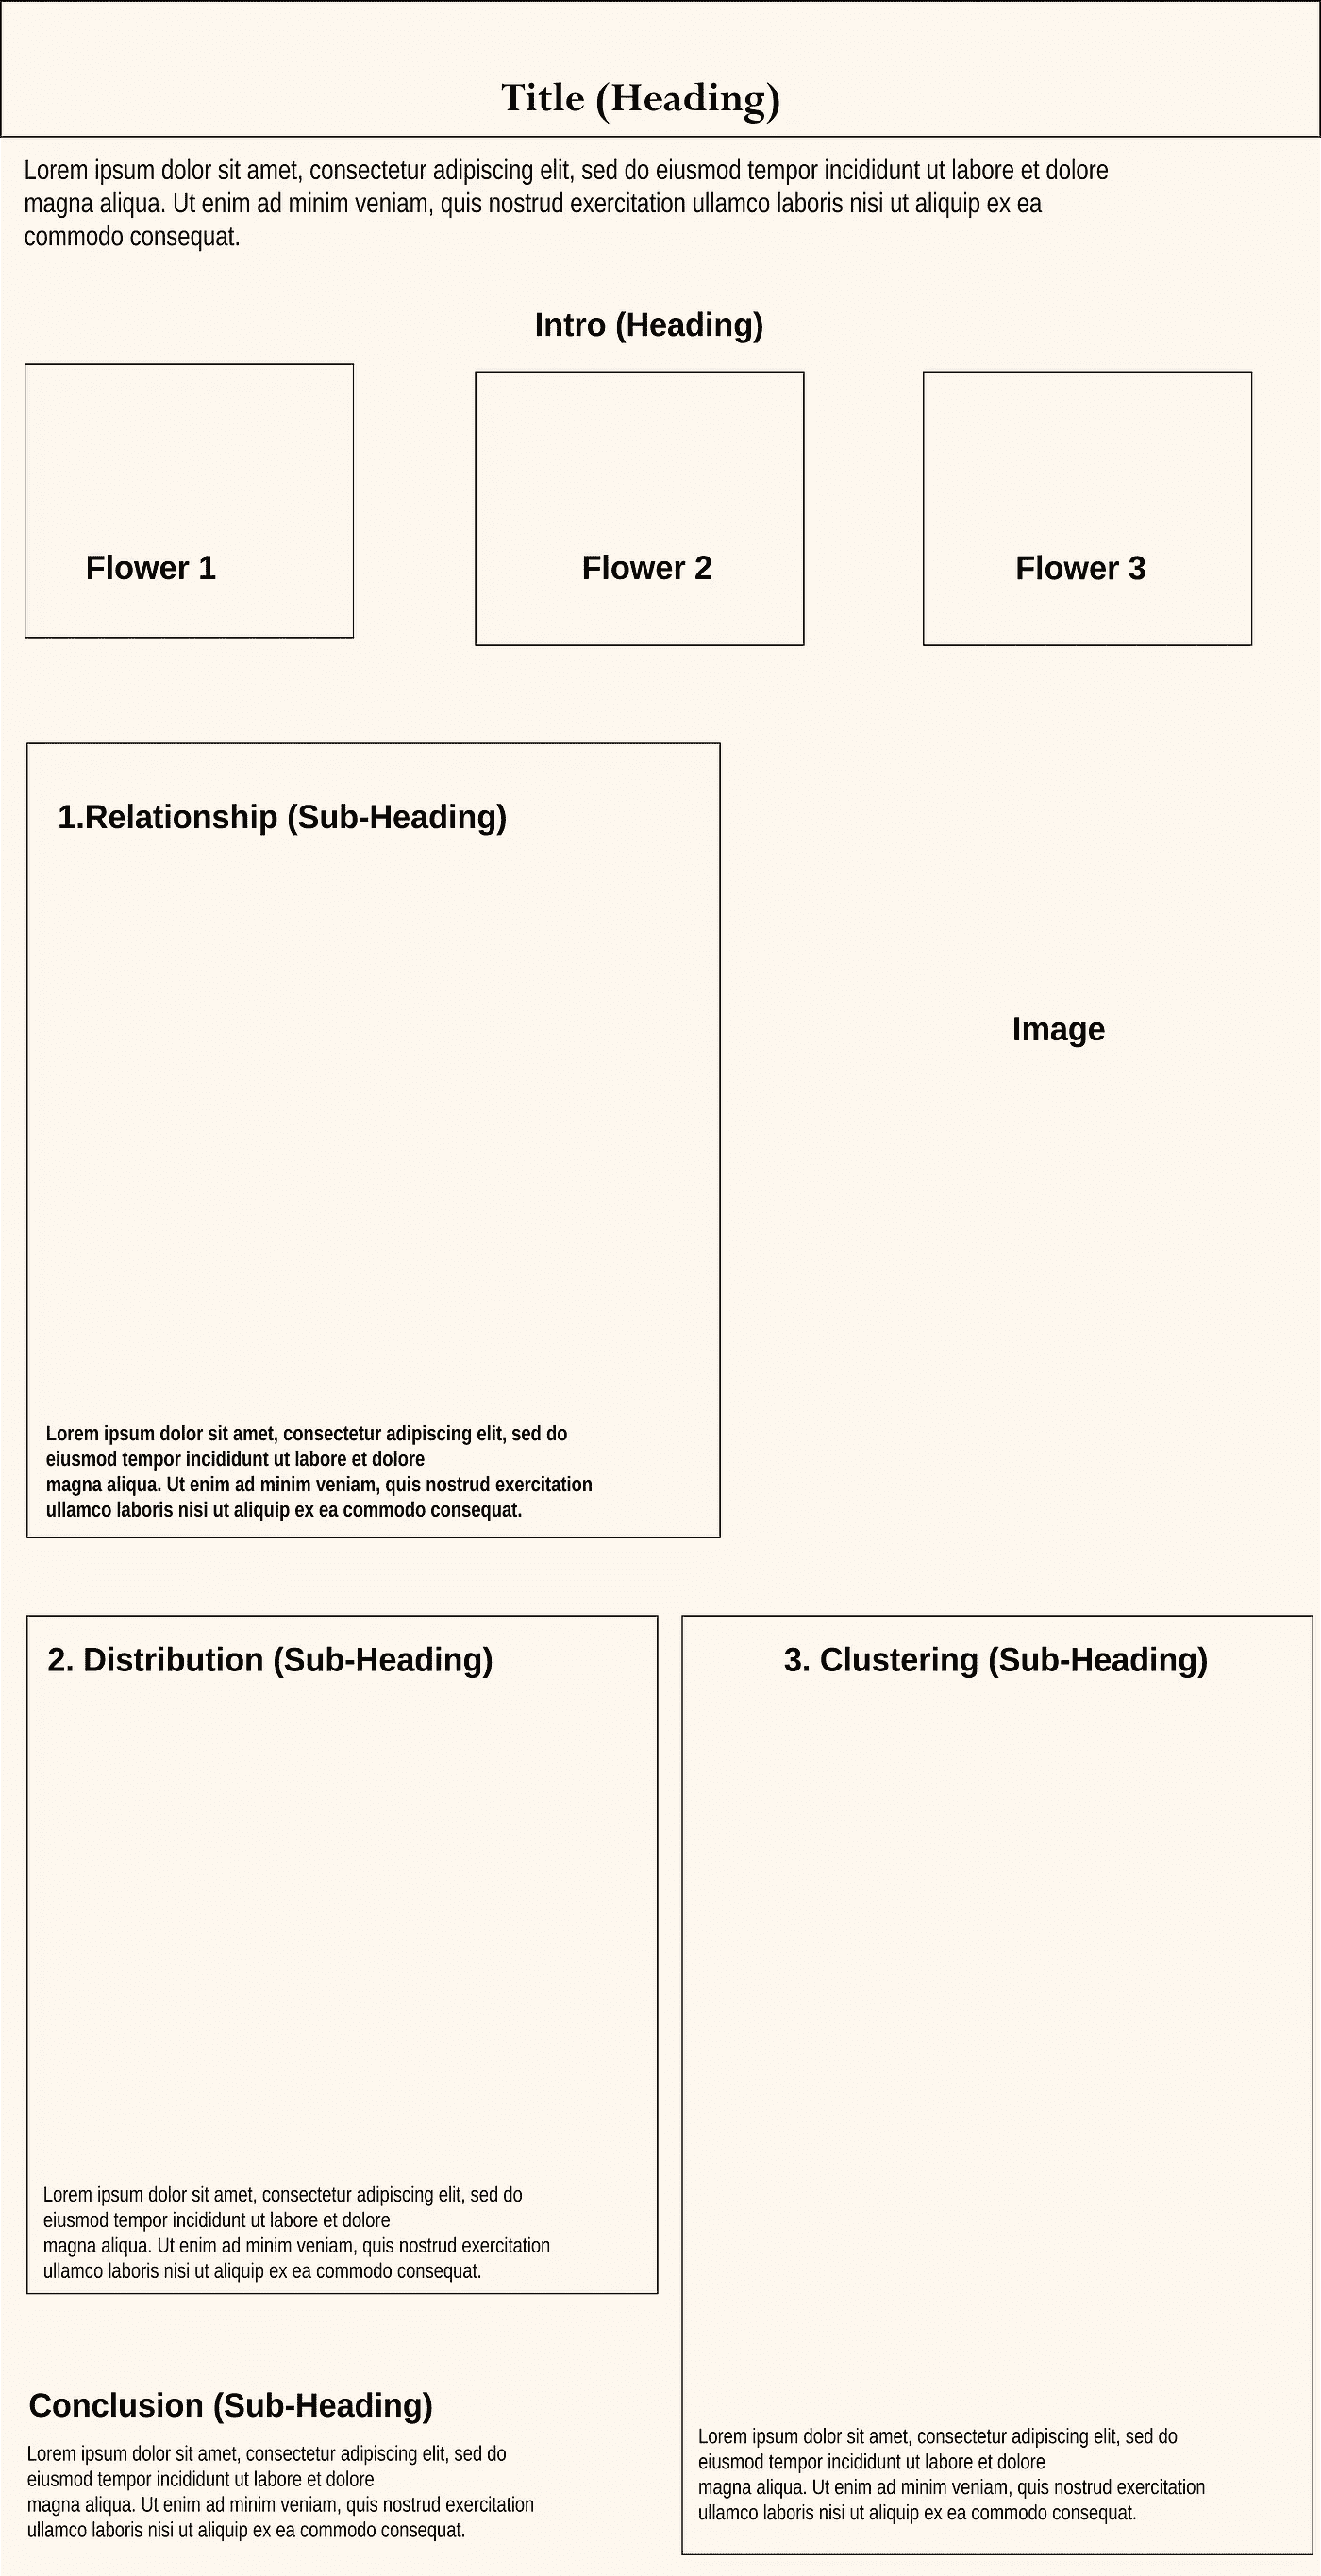 Title (Heading)
Lorem ipsum dolor sit amet, consectetur adipiscing elit, sed do eiusmod tempor incididunt ut labore et dolore
magna aliqua. Ut enim ad minim veniam, quis nostrud exercitation ullamco laboris nisi ut aliquip ex ea
commodo consequat.
Intro (Heading)
Flower 1
Flower 2
Flower 3
1.Relationship (Sub-Heading)
Image
Lorem ipsum dolor sit amet, consectetur adipiscing elit, sed do
eiusmod tempor incididunt ut labore et dolore
magna aliqua. Ut enim ad minim veniam, quis nostrud exercitation
ullamco laboris nisi ut aliquip ex ea commodo consequat.
2. Distribution (Sub-Heading)
Lorem ipsum dolor sit amet, consectetur adipiscing elit, sed do
eiusmod tempor incididunt ut labore et dolore
magna aliqua. Ut enim ad minim veniam, quis nostrud exercitation
ullamco laboris nisi ut aliquip ex ea commodo consequat.
3. Clustering (Sub-Heading)
Lorem ipsum dolor sit amet, consectetur adipiscing elit, sed do
eiusmod tempor incididunt ut labore et dolore
magna aliqua. Ut enim ad minim veniam, quis nostrud exercitation
ullamco laboris nisi ut aliquip ex ea commodo consequat.
Conclusion (Sub-Heading)
Lorem ipsum dolor sit amet, consectetur adipiscing elit, sed do
eiusmod tempor incididunt ut labore et dolore
magna aliqua. Ut enim ad minim veniam, quis nostrud exercitation
ullamco laboris nisi ut aliquip ex ea commodo consequat.